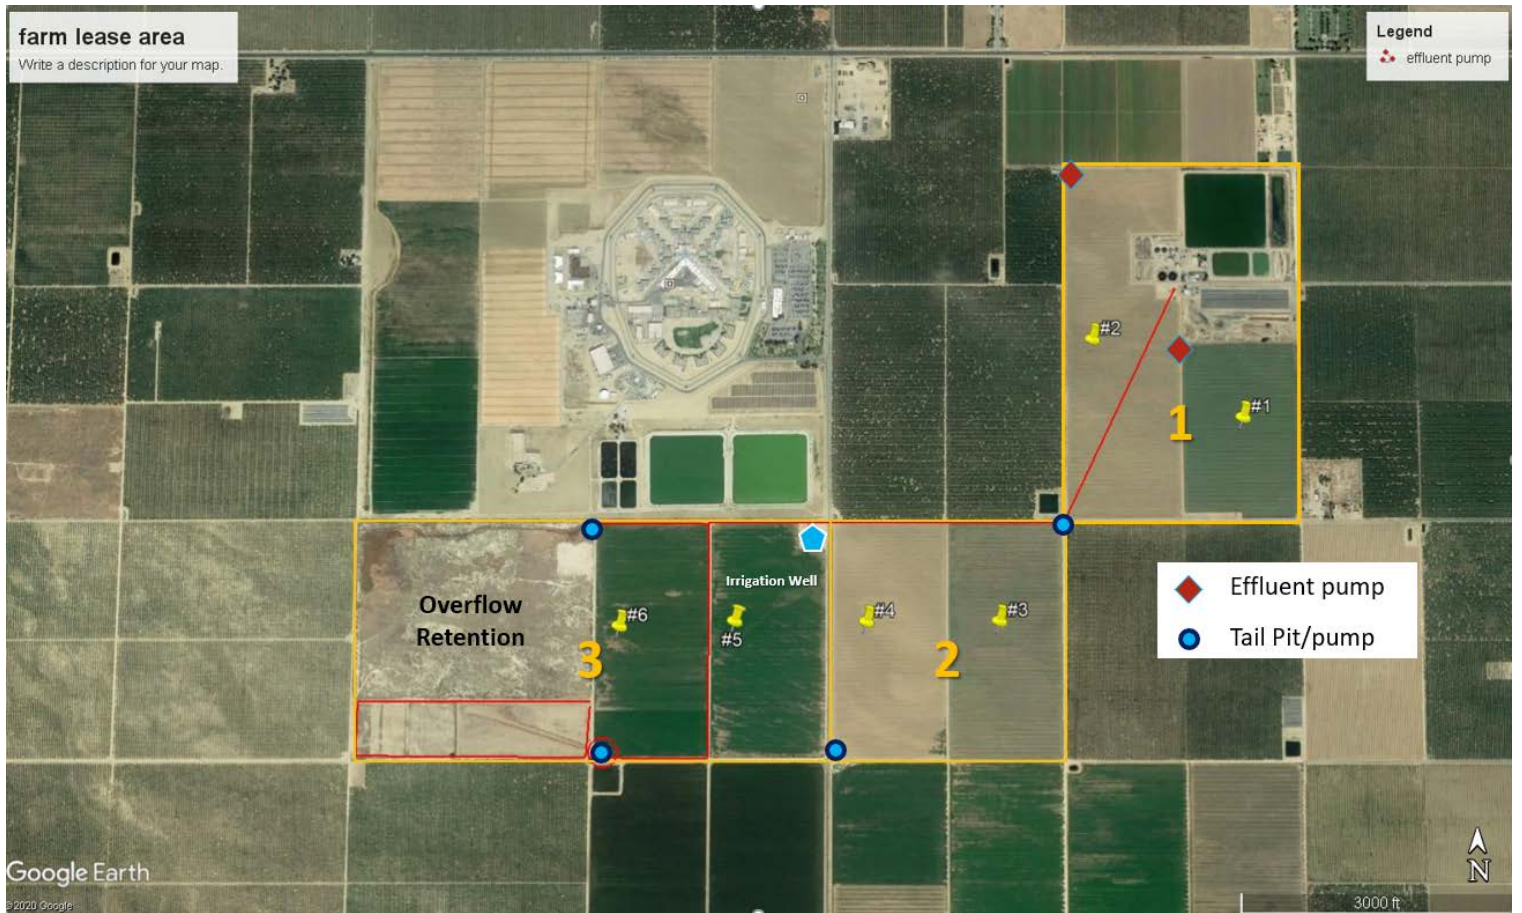 farm lease area
Write a description for your map.
Legend
effluent pump
#2
#1
1
Effluent pump
Tail Pit/pump
Irrigation Well
Overflow
Retention
#6
#5
#4
#3
3
2
Google Earth
©2020 Google
N
3000 ft